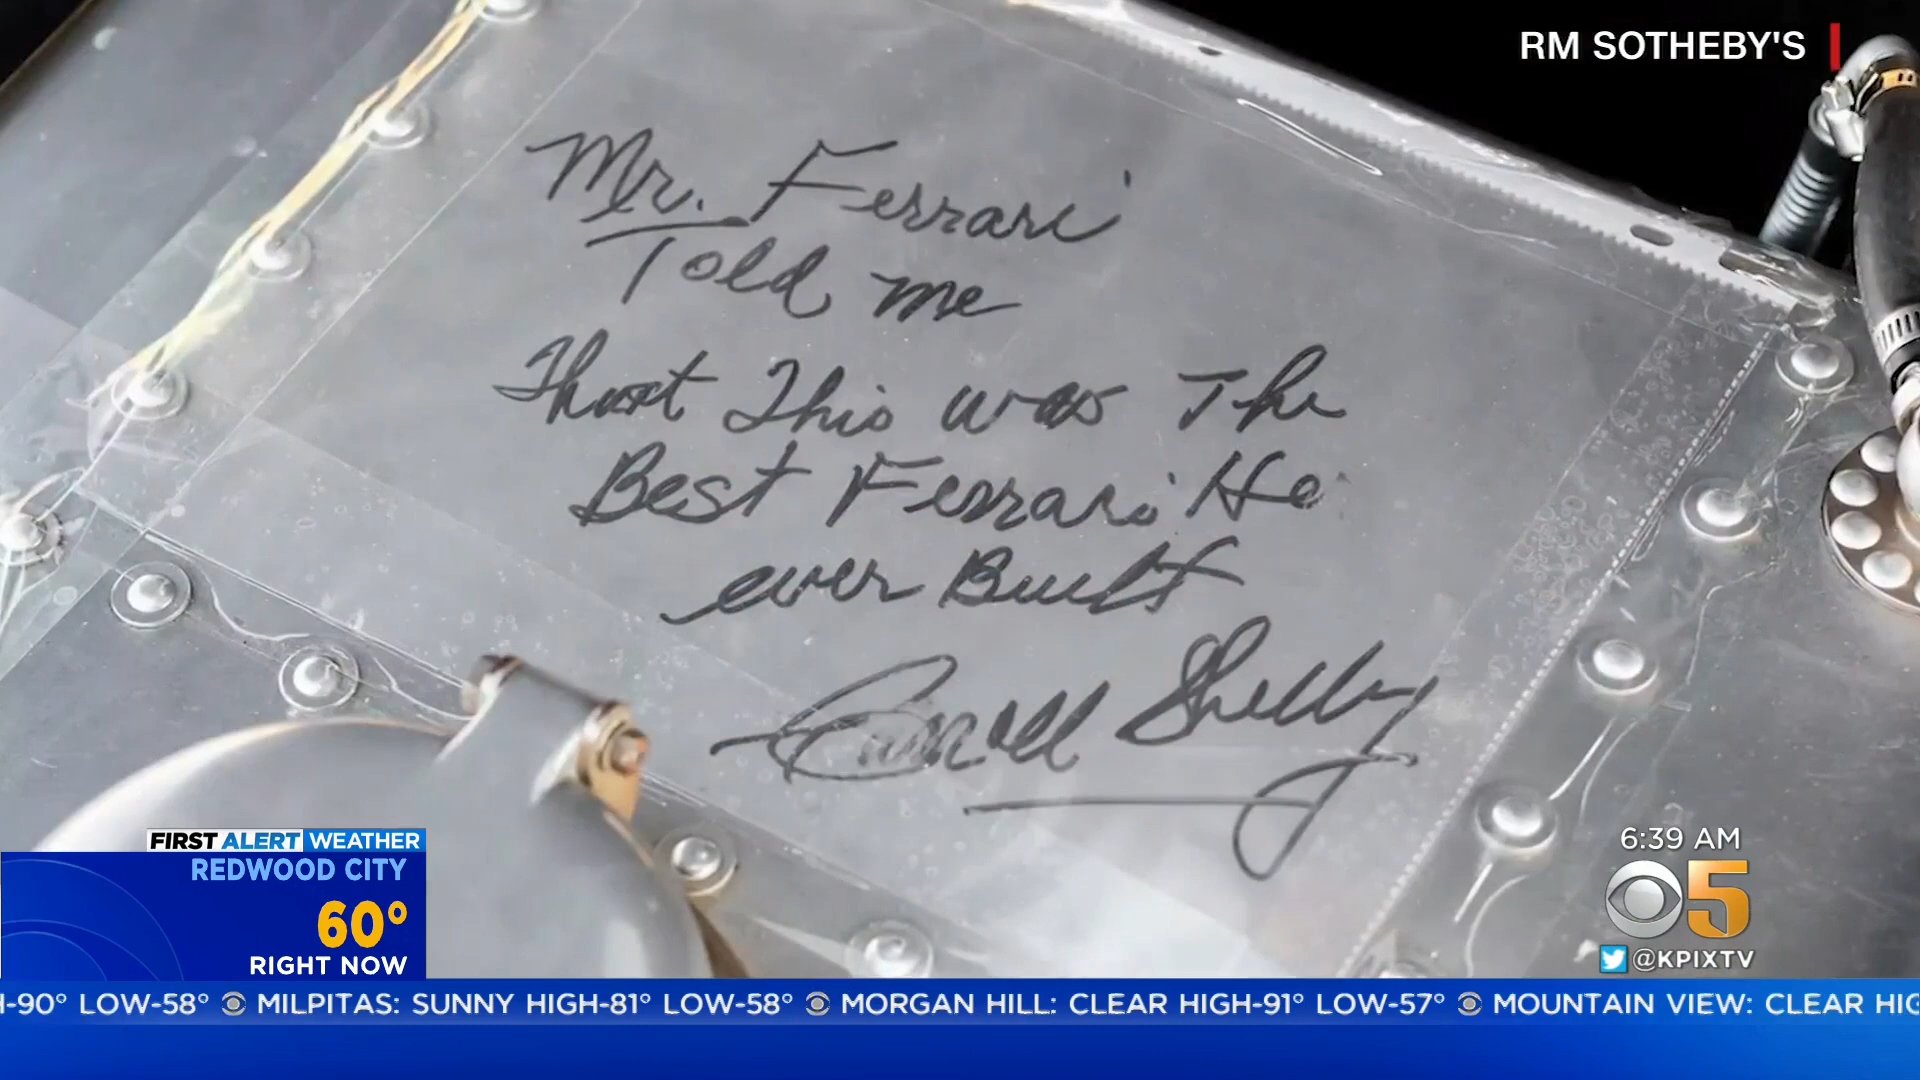 RM SOTHEBY'S
Mr. Ferrari
Told me
That This was The
Best Ferrari He
ever Built
Carroll Shelby
FIRST ALERT WEATHER
REDWOOD CITY
60°
RIGHT NOW
6:39 AM
5
@KPIXTV
H-90° LOW-58° MILPITAS: SUNNY HIGH-81° LOW-58° MORGAN HILL: CLEAR HIGH-91° LOW-57° MOUNTAIN VIEW: CLEAR HIG